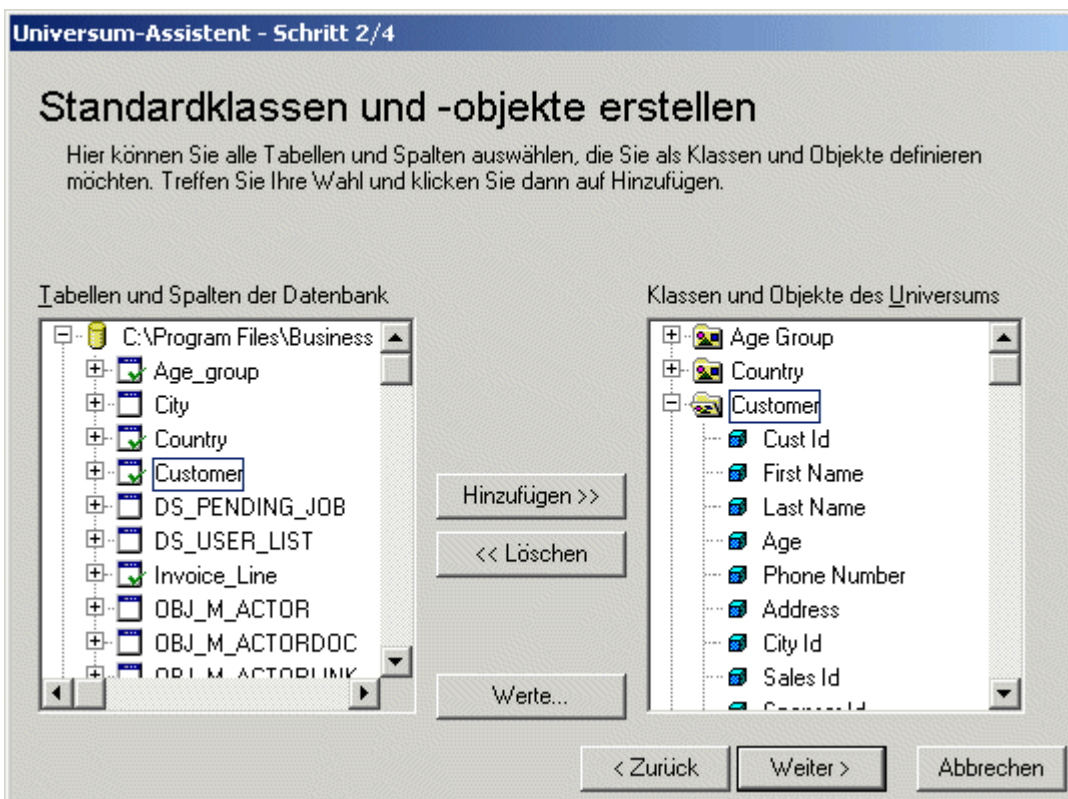 Universum-Assistent - Schritt 2/4
Standardklassen und -objekte erstellen
Hier können Sie alle Tabellen und Spalten auswählen, die Sie als Klassen und Objekte definieren
möchten. Treffen Sie Ihre Wahl und klicken Sie dann auf Hinzufügen.
Tabellen und Spalten der Datenbank
C:\Program Files\Business
Age_group
City
Country
Customer
DS_PENDING_JOB
DS_USER_LIST
Invoice_Line
OBJ_M_ACTOR
OBJ_M_ACTORDOC
OBJ_M_ACTORLINK
Hinzufügen >>
<< Löschen
Werte...
Klassen und Objekte des Universums
Age Group
Country
Customer
Cust Id
First Name
Last Name
Age
Phone Number
Address
City Id
Sales Id
< Zurück
Weiter >
Abbrechen